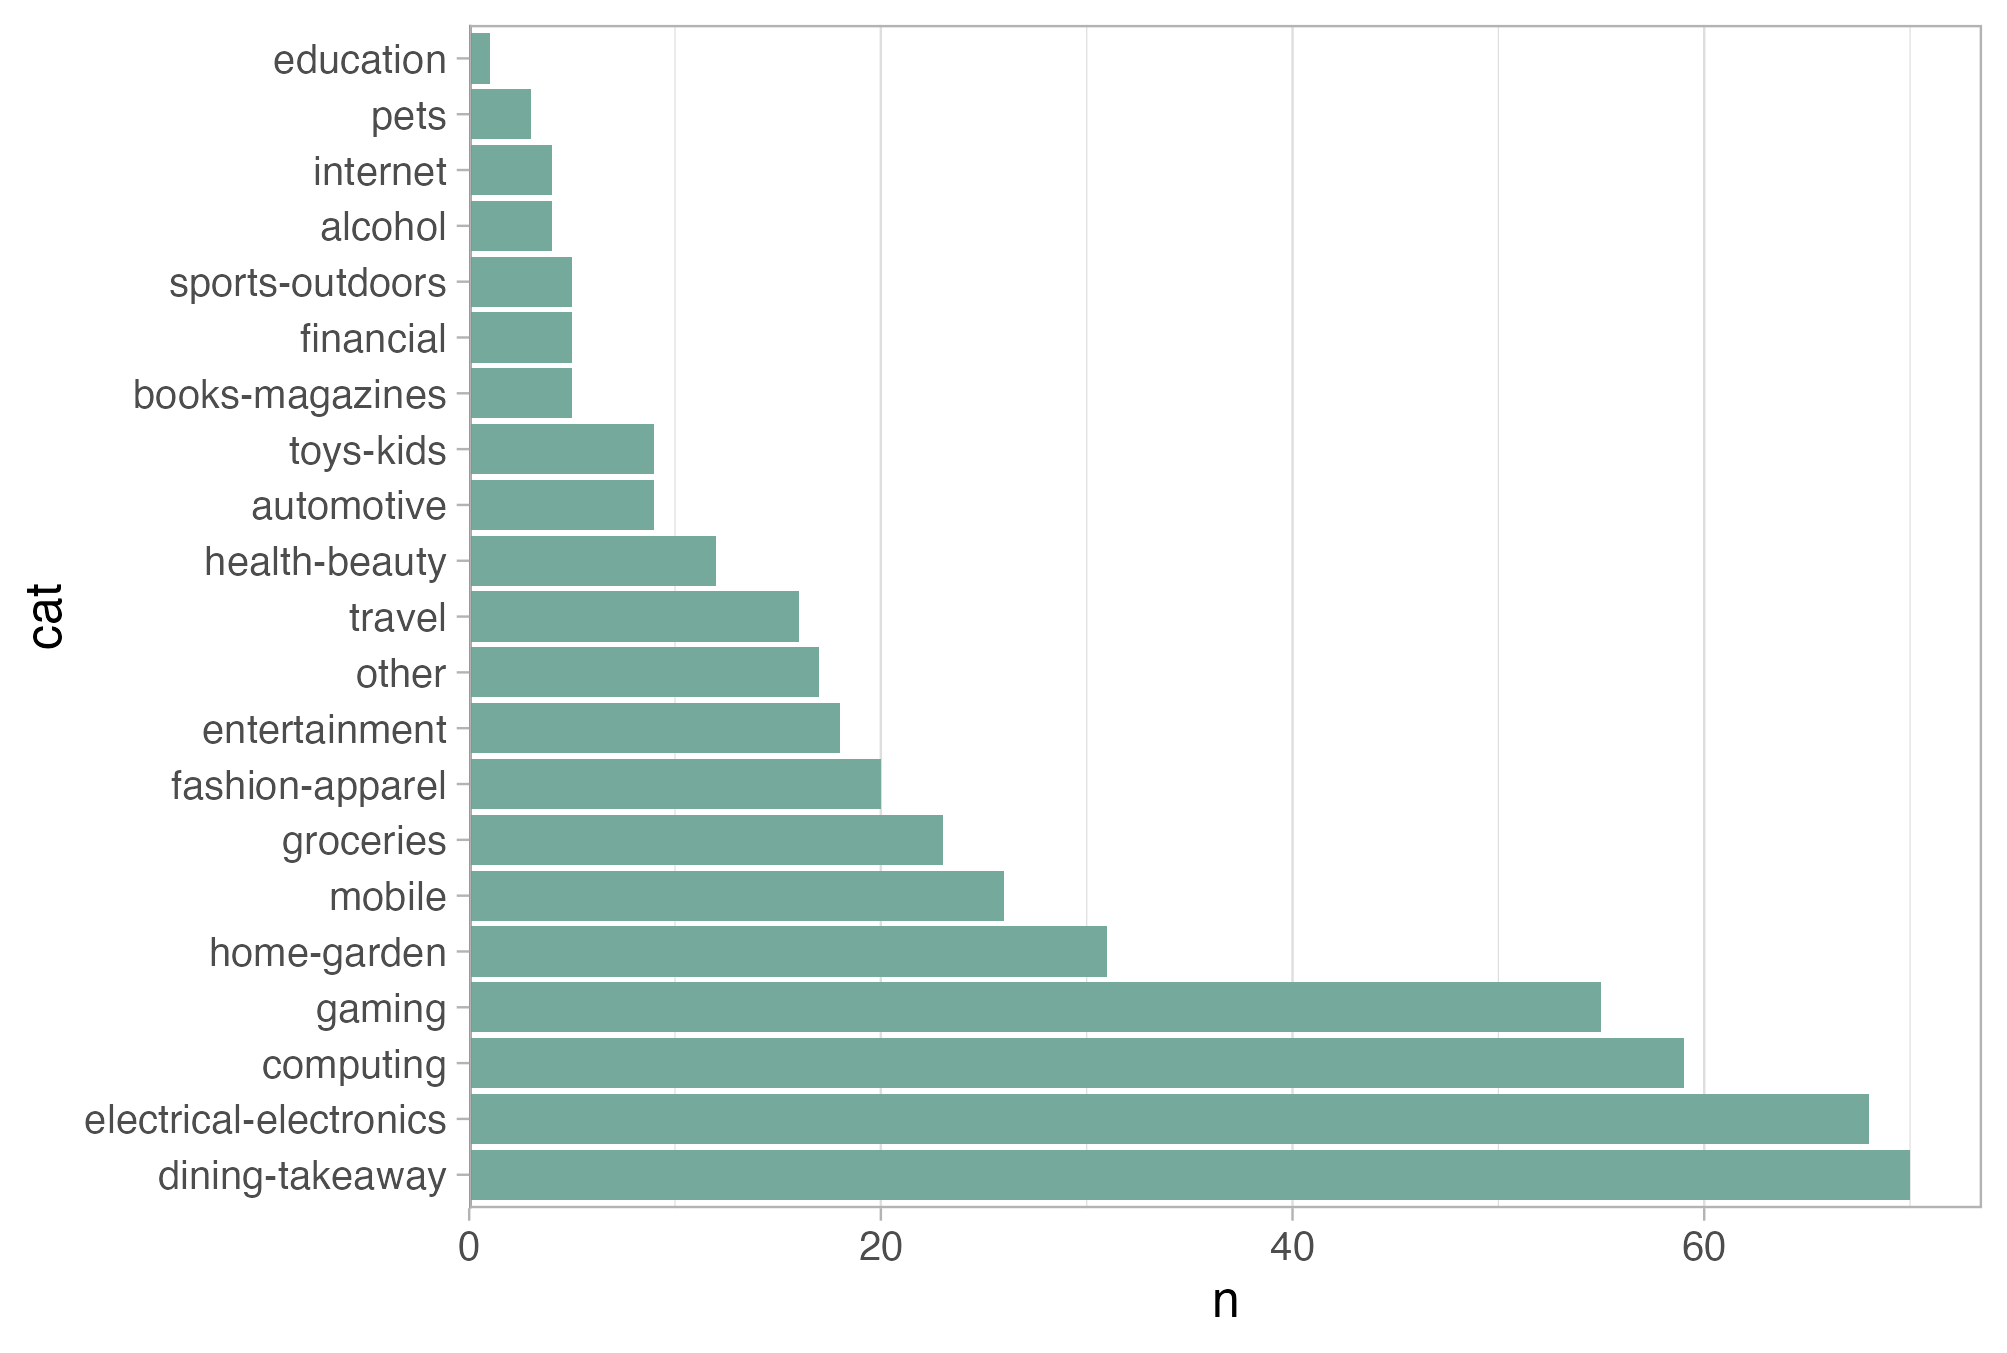 education
pets
internet
alcohol
sports-outdoors
financial
books-magazines
toys-kids
automotive
health-beauty
travel
other
entertainment
fashion-apparel
groceries
mobile
home-garden
gaming
computing
electrical-electronics
dining-takeaway
cat
0 20 40 60
n